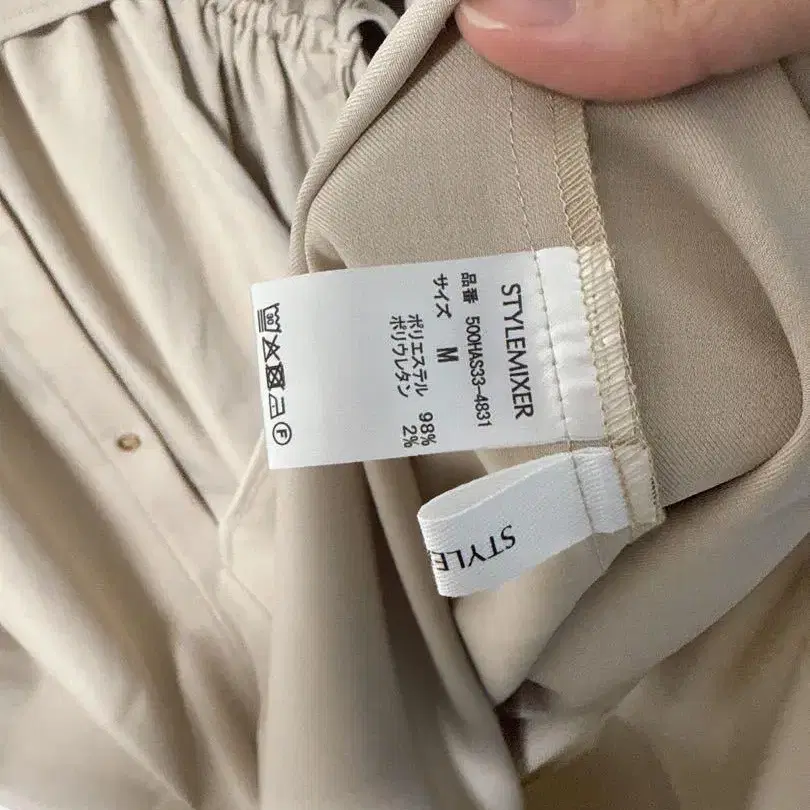 STYLEMIXER
品番 500HAS33-4831
サイズ M
ポリエステル 98%
ポリウレタン 2%
30
F
STYLE